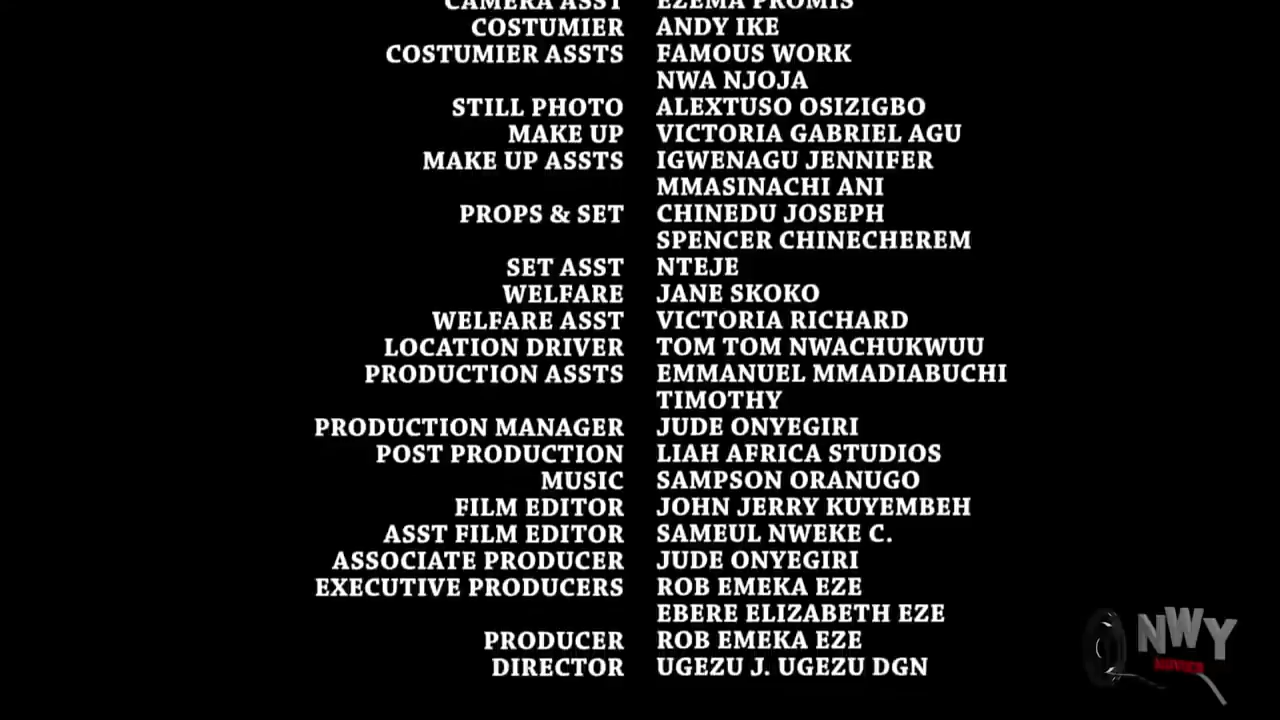 CAMERA ASST EZEMA PROMIS
COSTUMIER ANDY IKE
COSTUMIER ASSTS FAMOUS WORK
NWA NJOJA
STILL PHOTO ALEXTUSO OSIZIGBO
MAKE UP VICTORIA GABRIEL AGU
MAKE UP ASSTS IGWENAGU JENNIFER
MMASINACHI ANI
PROPS & SET CHINEDU JOSEPH
SPENCER CHINECHEREM
SET ASST NTEJE
WELFARE JANE SKOKO
WELFARE ASST VICTORIA RICHARD
LOCATION DRIVER TOM TOM NWACHUKWUU
PRODUCTION ASSTS EMMANUEL MMADIABUCHI
TIMOTHY
PRODUCTION MANAGER JUDE ONYEGIRI
POST PRODUCTION LIAH AFRICA STUDIOS
MUSIC SAMPSON ORANUGO
FILM EDITOR JOHN JERRY KUYEMBEH
ASST FILM EDITOR SAMEUL NWEKE C.
ASSOCIATE PRODUCER JUDE ONYEGIRI
EXECUTIVE PRODUCERS ROB EMEKA EZE
EBERE ELIZABETH EZE
PRODUCER ROB EMEKA EZE
DIRECTOR UGEZU J. UGEZU DGN
NWY